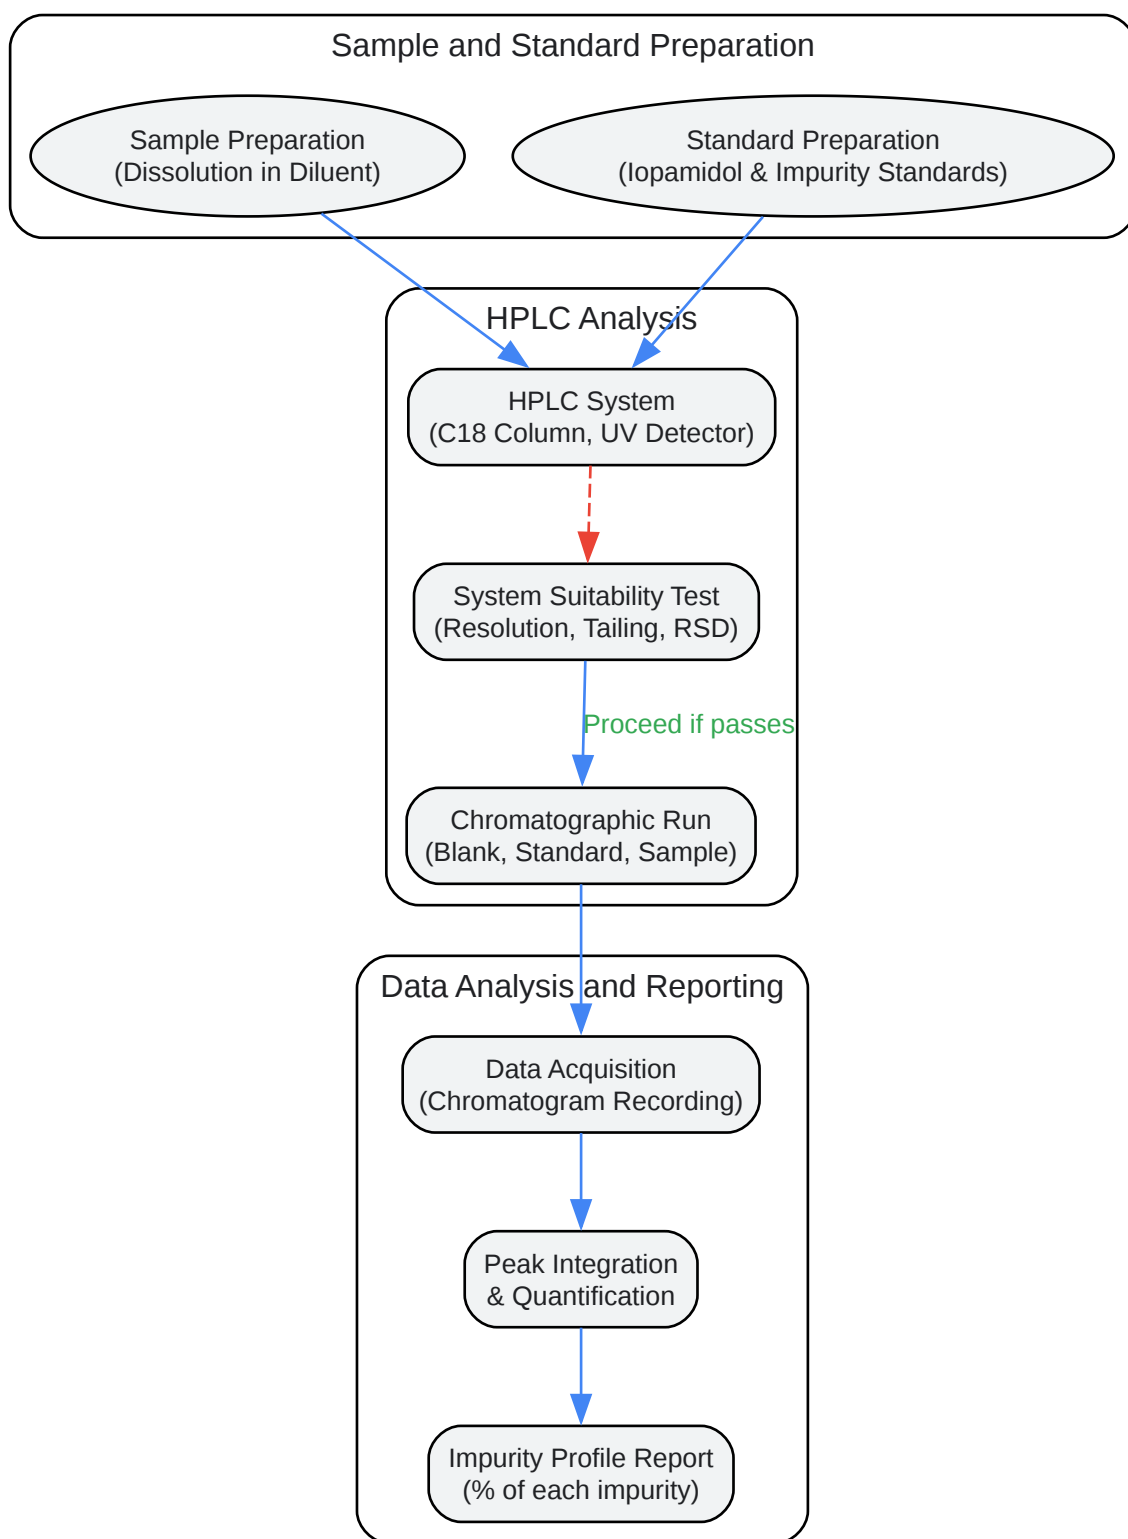 Sample and Standard Preparation
Sample Preparation
(Dissolution in Diluent)
Standard Preparation
(Iopamidol & Impurity Standards)
HPLC Analysis
HPLC System
(C18 Column, UV Detector)
System Suitability Test
(Resolution, Tailing, RSD)
Proceed if passes
Chromatographic Run
(Blank, Standard, Sample)
Data Analysis and Reporting
Data Acquisition
(Chromatogram Recording)
Peak Integration
& Quantification
Impurity Profile Report
(% of each impurity)